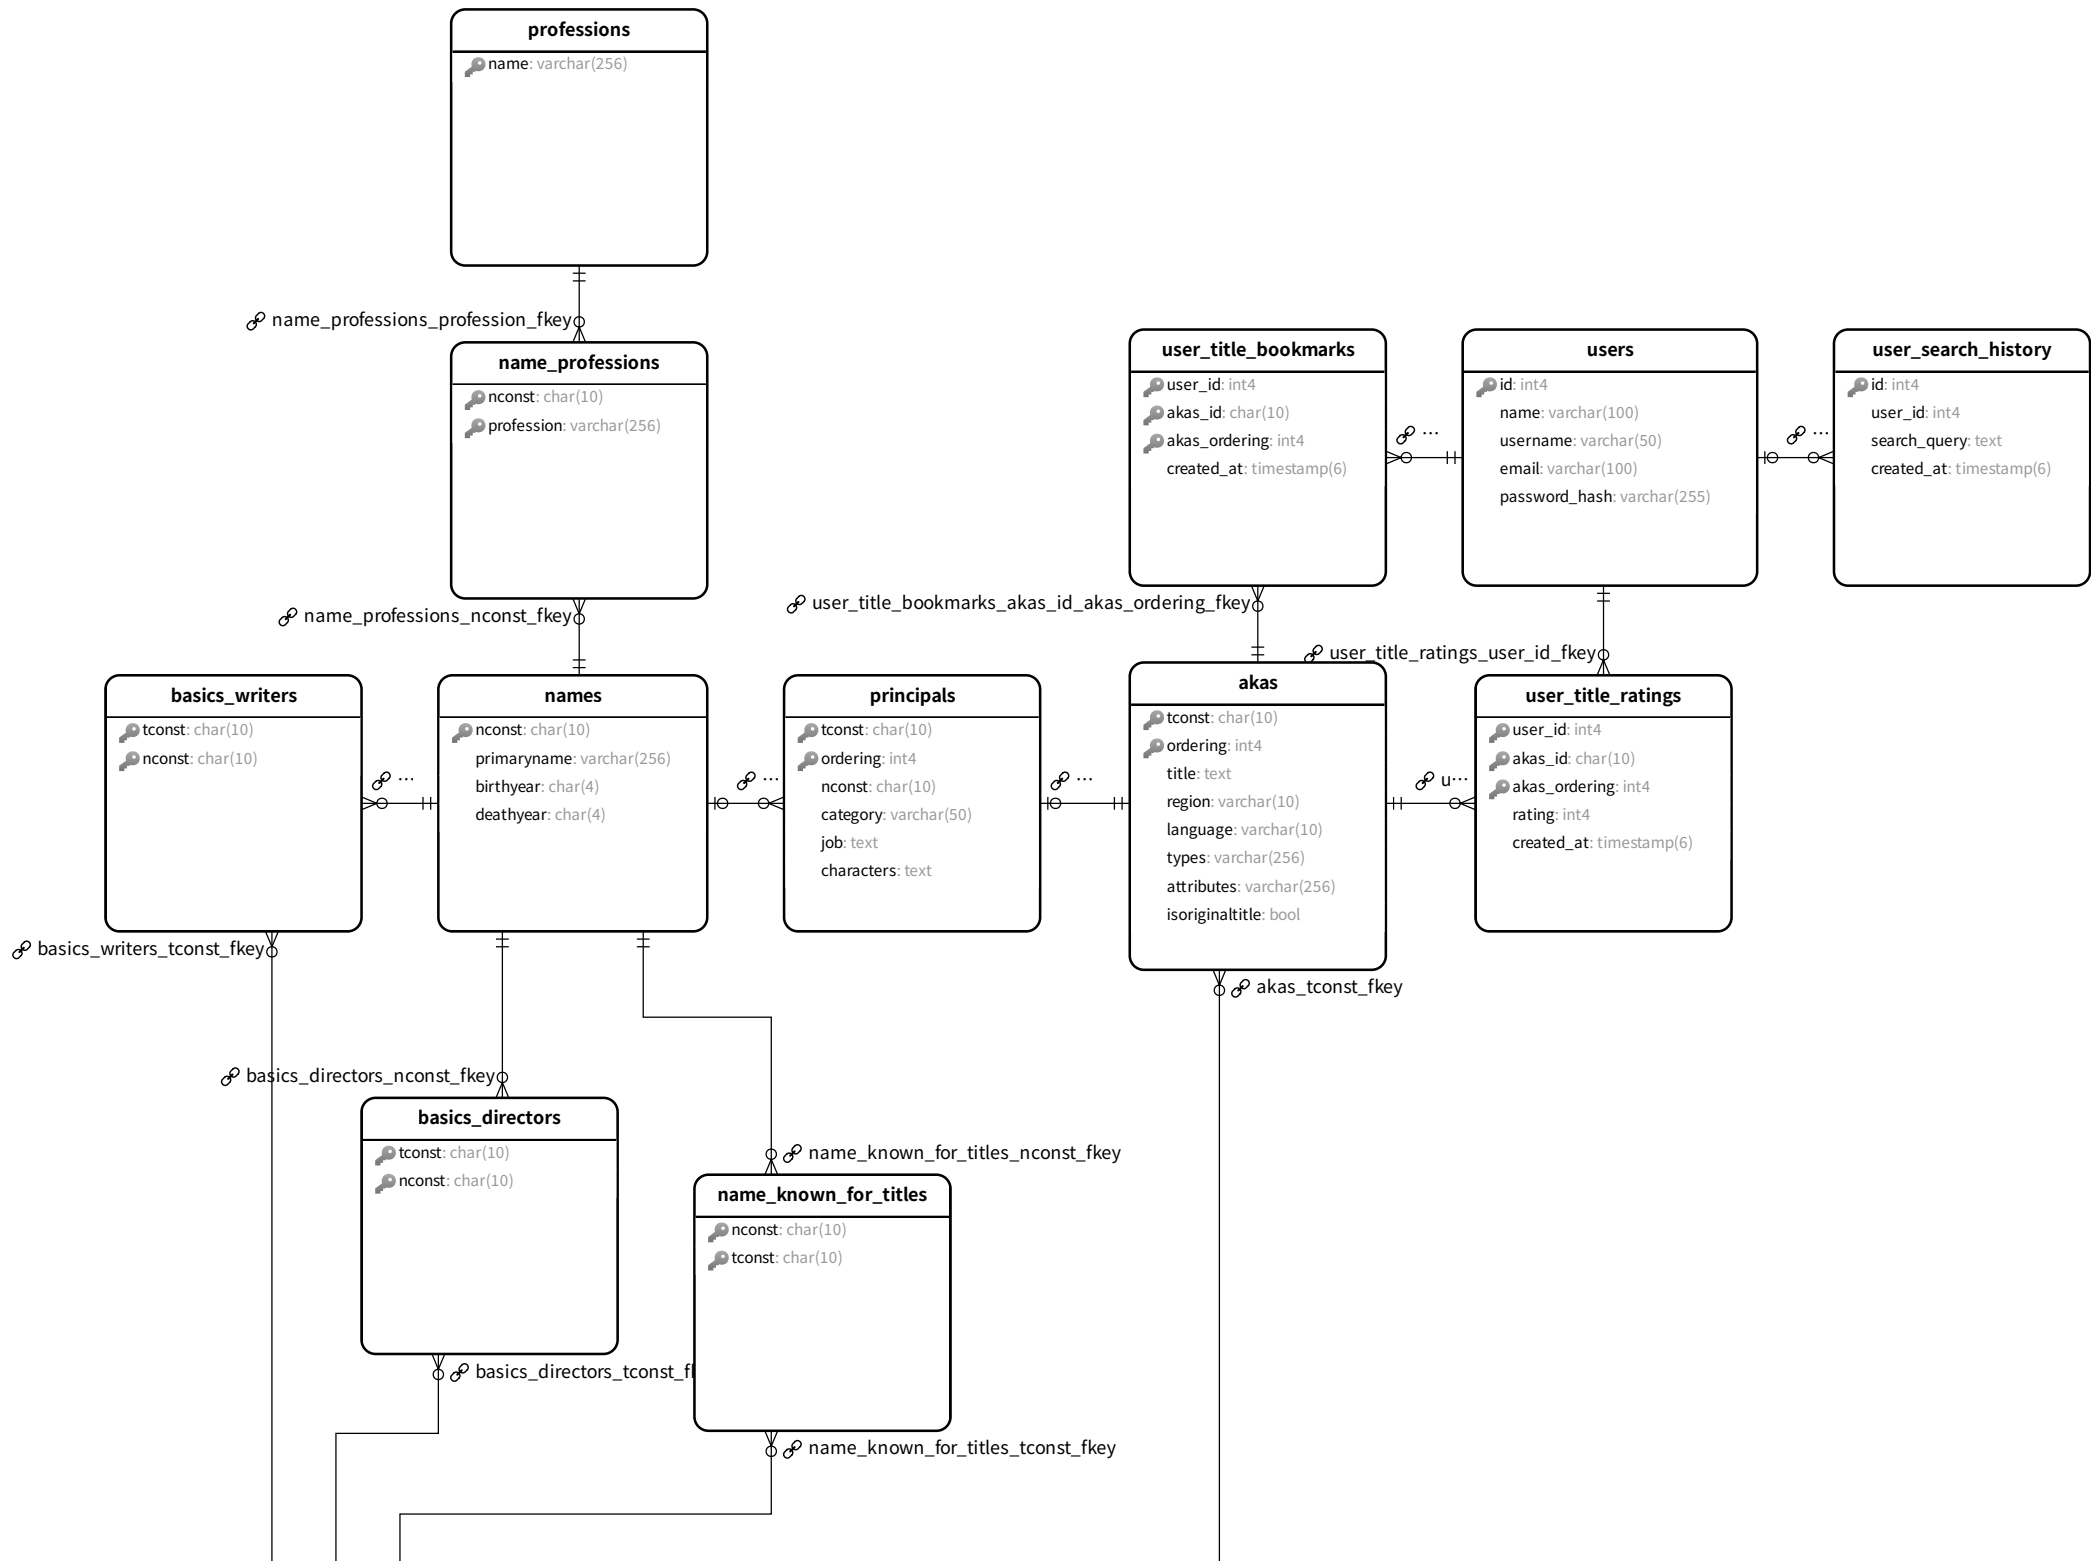 professions
name: varchar(256)
name_professions_profession_fkey
name_professions
nconst: char(10)
profession: varchar(256)
name_professions_nconst_fkey
user_title_bookmarks
user_id: int4
akas_id: char(10)
akas_ordering: int4
created_at: timestamp(6)
...
users
id: int4
name: varchar(100)
username: varchar(50)
email: varchar(100)
password_hash: varchar(255)
...
user_search_history
id: int4
user_id: int4
search_query: text
created_at: timestamp(6)
user_title_bookmarks_akas_id_akas_ordering_fkey
user_title_ratings_user_id_fkey
basics_writers
tconst: char(10)
nconst: char(10)
...
names
nconst: char(10)
primaryname: varchar(256)
birthyear: char(4)
deathyear: char(4)
...
principals
tconst: char(10)
ordering: int4
nconst: char(10)
category: varchar(50)
job: text
characters: text
...
akas
tconst: char(10)
ordering: int4
title: text
region: varchar(10)
language: varchar(10)
types: varchar(256)
attributes: varchar(256)
isoriginaltitle: bool
u...
user_title_ratings
user_id: int4
akas_id: char(10)
akas_ordering: int4
rating: int4
created_at: timestamp(6)
basics_writers_tconst_fkey
akas_tconst_fkey
basics_directors_nconst_fkey
basics_directors
tconst: char(10)
nconst: char(10)
name_known_for_titles_nconst_fkey
name_known_for_titles
nconst: char(10)
tconst: char(10)
basics_directors_tconst_f
name_known_for_titles_tconst_fkey